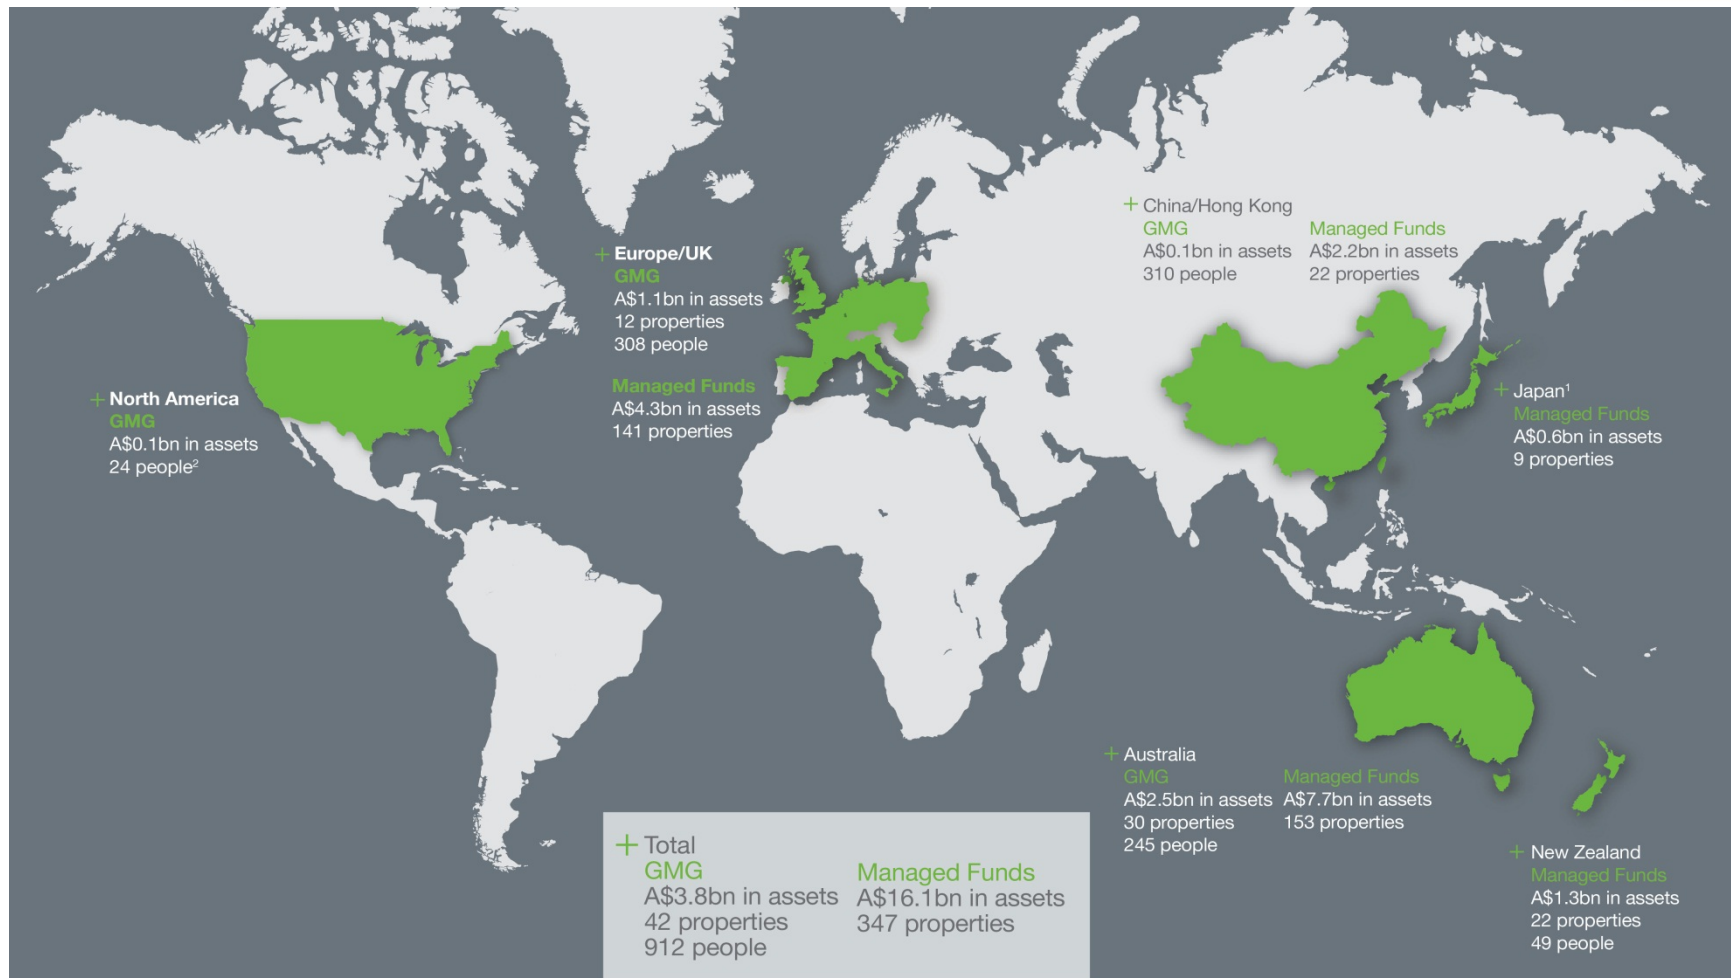 + China/Hong Kong
GMG
A$0.1bn in assets
310 people
Managed Funds
A$2.2bn in assets
22 properties
+ Europe/UK
GMG
A$1.1bn in assets
12 properties
308 people
Managed Funds
A$4.3bn in assets
141 properties
+ North America
GMG
A$0.1bn in assets
24 people²
+ Japan¹
Managed Funds
A$0.6bn in assets
9 properties
+ Australia
GMG
A$2.5bn in assets
30 properties
245 people
Managed Funds
A$7.7bn in assets
153 properties
+ New Zealand
Managed Funds
A$1.3bn in assets
22 properties
49 people
+ Total
GMG
A$3.8bn in assets
42 properties
912 people
Managed Funds
A$16.1bn in assets
347 properties